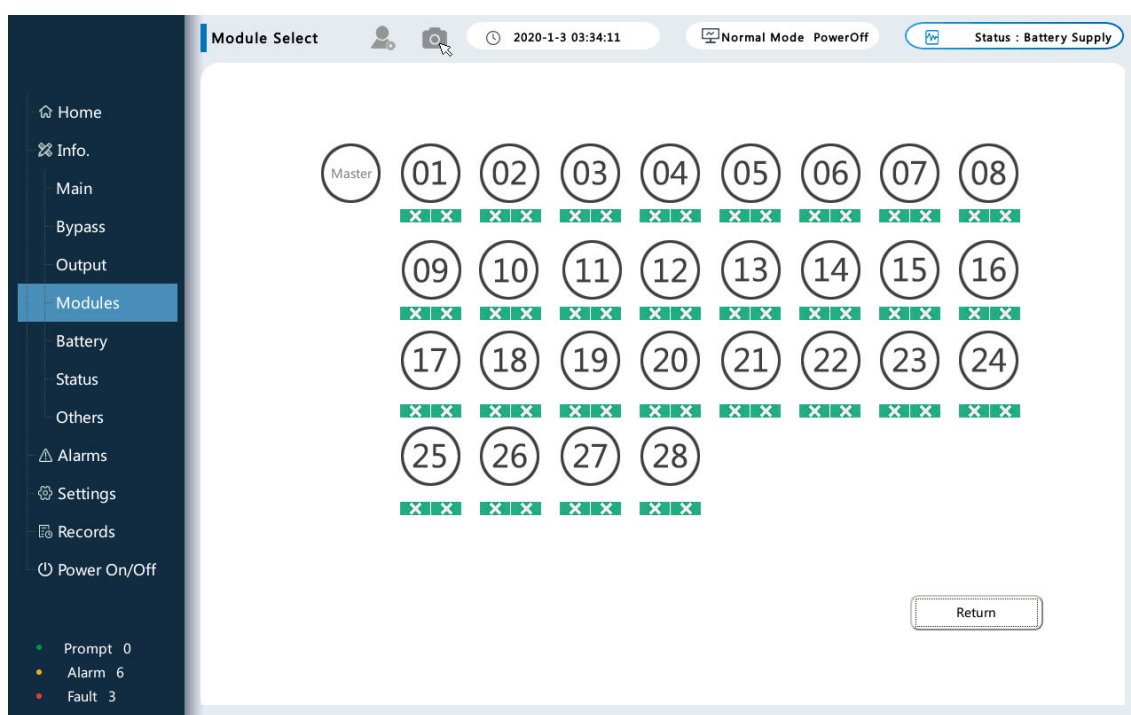 Module Select
2020-1-3 03:34:11
Normal Mode PowerOff
Status : Battery Supply
Home
Info.
Main
Bypass
Output
Modules
Battery
Status
Others
Alarms
Settings
Records
Power On/Off
Prompt 0
Alarm 6
Fault 3
Master 01 02 03 04 05 06 07 08
09 10 11 12 13 14 15 16
17 18 19 20 21 22 23 24
25 26 27 28
Return